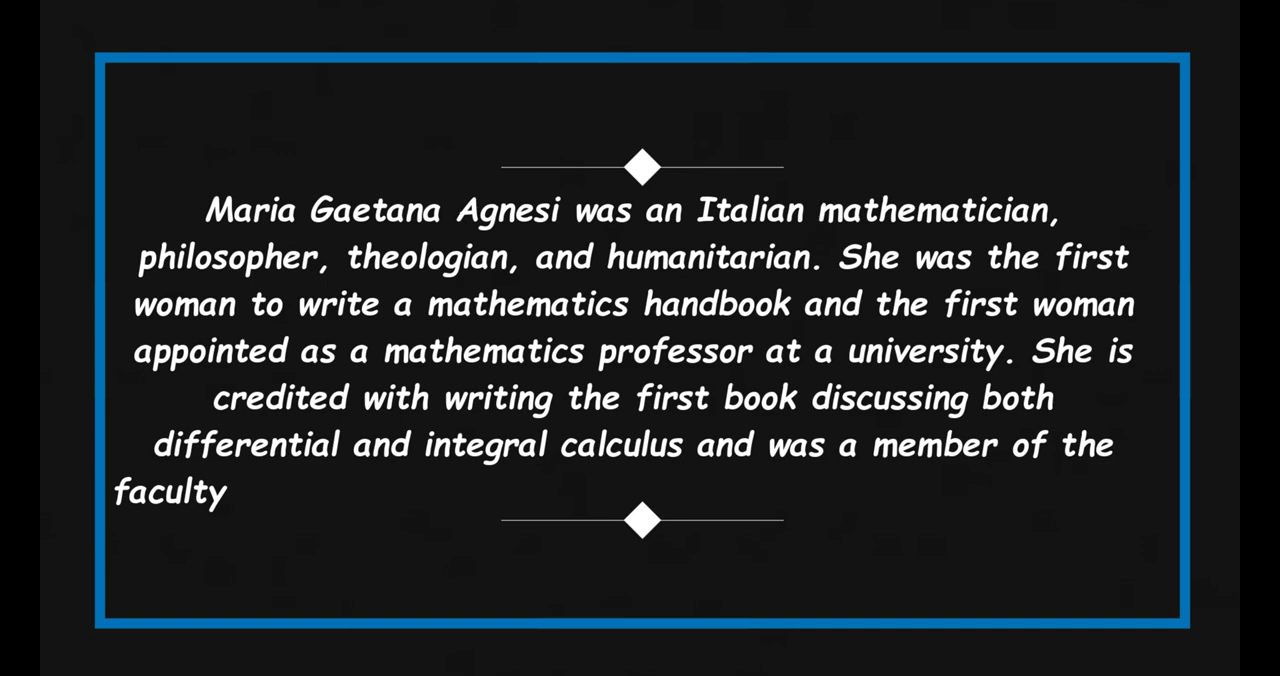 Maria Gaetana Agnesi was an Italian mathematician,
philosopher, theologian, and humanitarian. She was the first
woman to write a mathematics handbook and the first woman
appointed as a mathematics professor at a university. She is
credited with writing the first book discussing both
differential and integral calculus and was a member of the
faculty